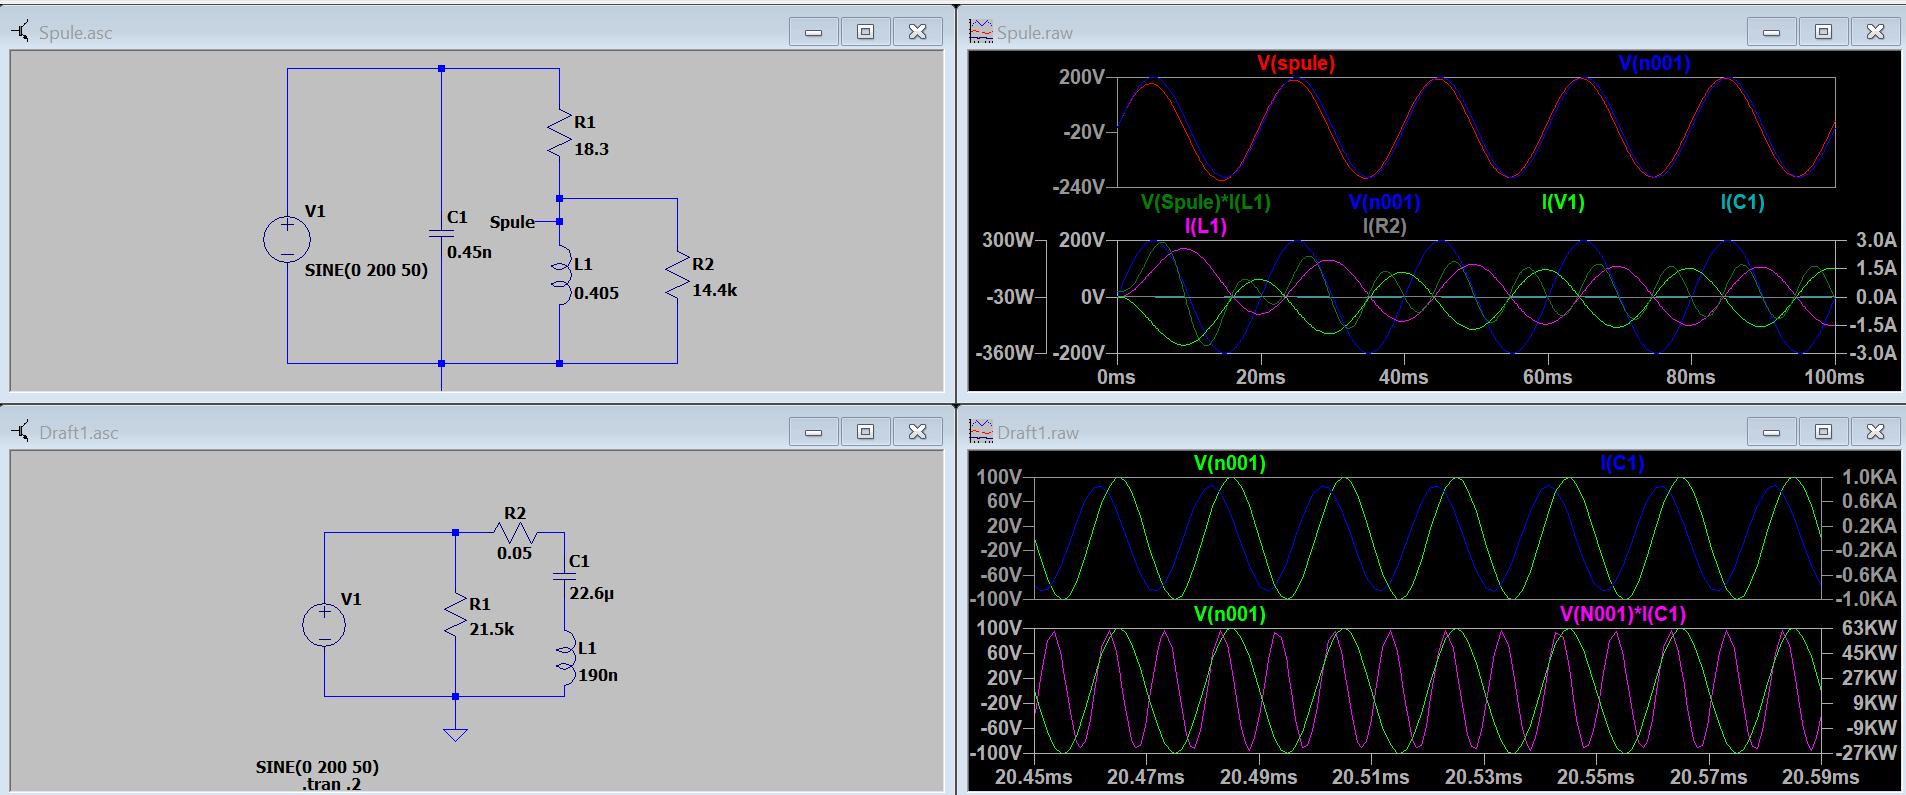 Spule.asc
V1
SINE(0 200 50)
C1
0.45n
R1
18.3
Spule
L1
0.405
R2
14.4k
Spule.raw
V(spule) V(n001)
200V
-20V
-240V
V(Spule)*I(L1) V(n001) I(V1) I(C1)
I(L1) I(R2)
300W 200V 3.0A
1.5A
-30W 0V 0.0A
-1.5A
-360W -200V -3.0A
0ms 20ms 40ms 60ms 80ms 100ms
Draft1.asc
R2
0.05
C1
22.6µ
V1
R1
21.5k
L1
190n
SINE(0 200 50)
.tran .2
Draft1.raw
V(n001) I(C1)
100V 1.0KA
60V 0.6KA
20V 0.2KA
-20V -0.2KA
-60V -0.6KA
-100V -1.0KA
V(n001) V(N001)*I(C1)
100V 63KW
60V 45KW
20V 27KW
-20V 9KW
-60V -9KW
-100V -27KW
20.45ms 20.47ms 20.49ms 20.51ms 20.53ms 20.55ms 20.57ms 20.59ms